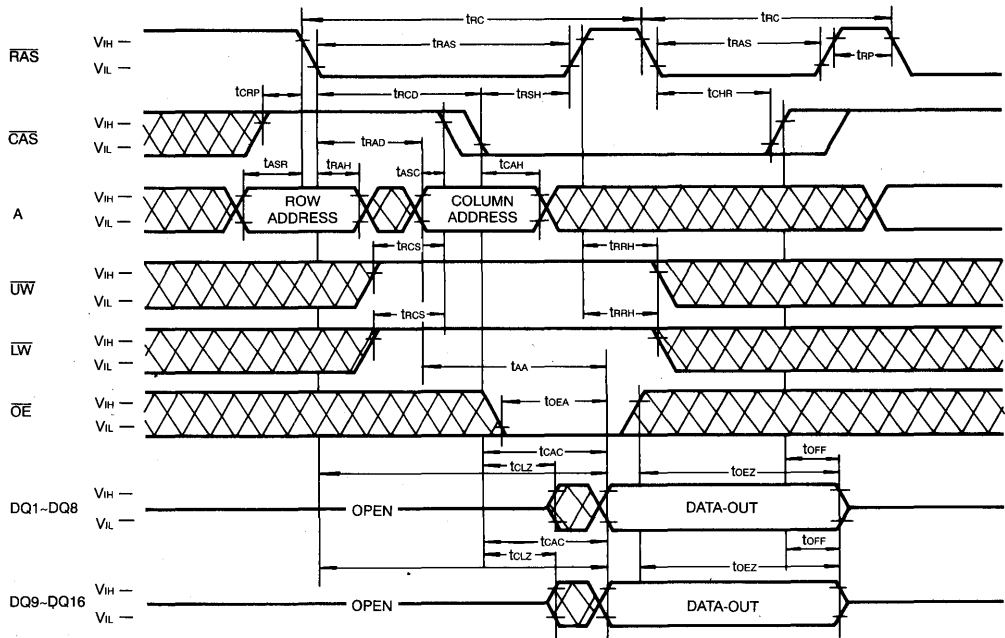 tRC tRC
RAS VIH VIL tRAS tRAS tRP
tCRP tRCD tRSH tCHR
CAS VIH VIL tRAD
tASR tRAH tASC tCAH
A VIH VIL ROW ADDRESS COLUMN ADDRESS
tRCS tRRH
UW VIH VIL
tRCS tRRH
LW VIH VIL
tAA
OE VIH VIL tOEA
tCAC tOFF
tCLZ tOEZ
DQ1~DQ8 VIH VIL OPEN DATA-OUT
tCAC tOFF
tCLZ tOEZ
DQ9~DQ16 VIH VIL OPEN DATA-OUT